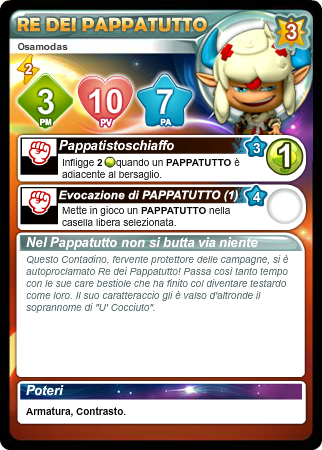 RE DEI PAPPATUTTO
3
Osamodas
2
3
PM
10
PV
7
PA
Pappatistoschiaffo
3
1
Infligge 2 quando un PAPPATUTTO è
adiacente al bersaglio.
Evocazione di PAPPATUTTO (1)
4
Mette in gioco un PAPPATUTTO nella
casella libera selezionata.
Nel Pappatutto non si butta via niente
Questo Contadino, fervente protettore delle campagne, si è
autoproclamato Re dei Pappatutto! Passa così tanto tempo
con le sue care bestiole che ha finito col diventare testardo
come loro. Il suo caratteraccio gli è valso d'altronde il
soprannome di "U' Cocciuto".
Poteri
Armatura, Contrasto.